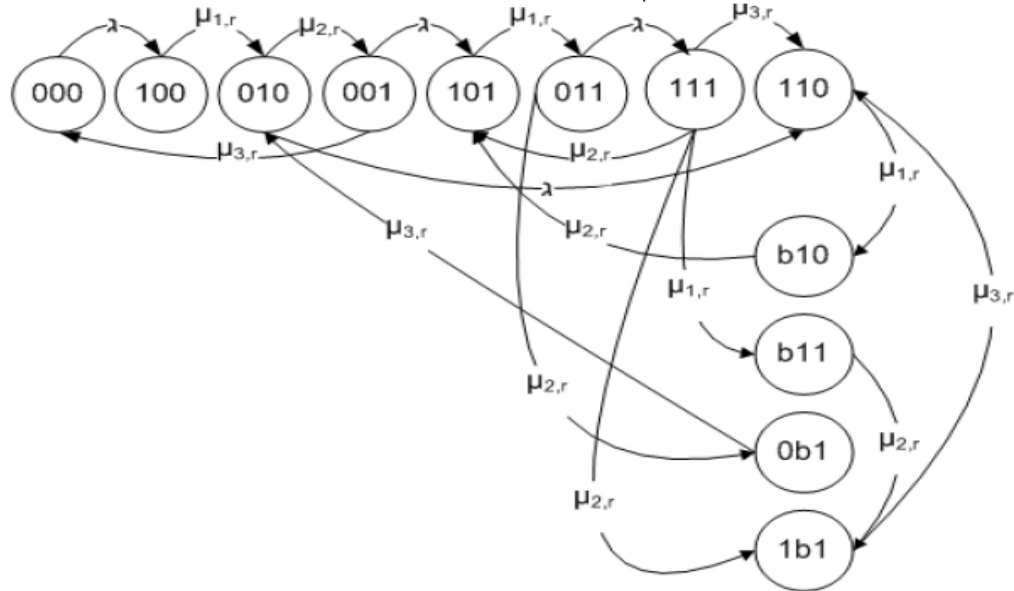 λ μ1,r μ2,r λ μ1,r λ μ3,r
000 100 010 001 101 011 111 110
μ3,r μ2,r
λ
μ1,r
μ3,r μ2,r
b10
μ1,r μ3,r
b11
μ2,r
μ2,r
0b1
μ2,r
1b1